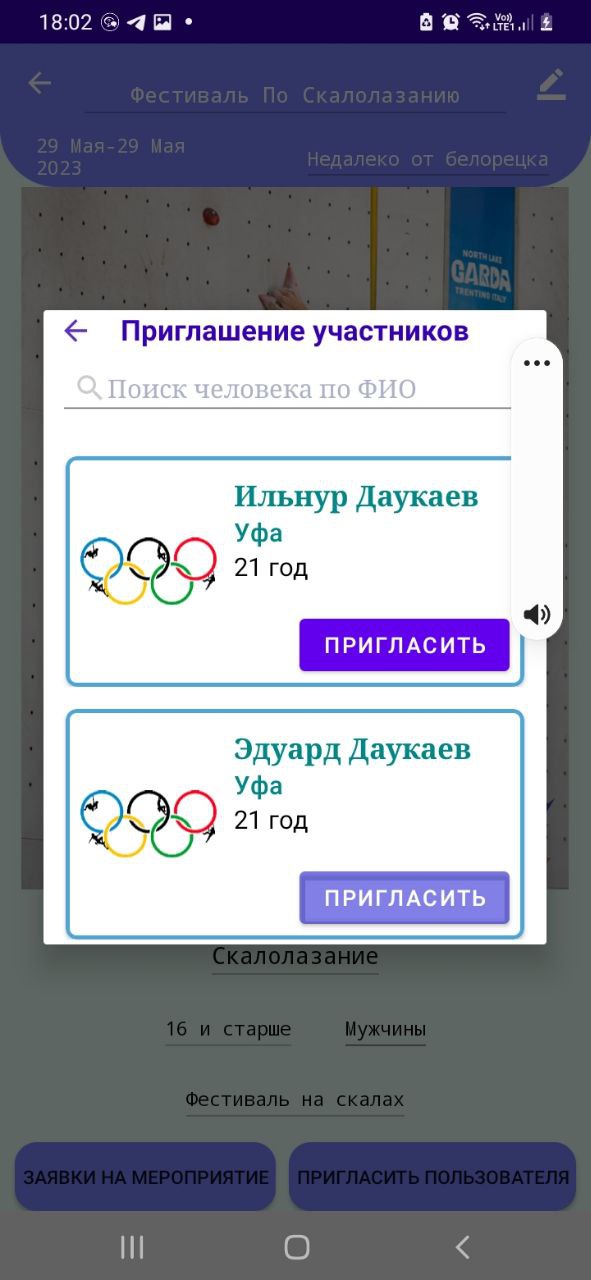 18:02
Vo))
LTE1
Фестиваль По Скалолазанию
29 Мая-29 Мая
2023
Недалеко от белорецка
NORTH LAKE
GARDA
TRENTINO ITALY
Приглашение участников
Поиск человека по ФИО
Ильнур Даукаев
Уфа
21 год
ПРИГЛАСИТЬ
Эдуард Даукаев
Уфа
21 год
ПРИГЛАСИТЬ
Скалолазание
16 и старше
Мужчины
Фестиваль на скалах
ЗАЯВКИ НА МЕРОПРИЯТИЕ
ПРИГЛАСИТЬ ПОЛЬЗОВАТЕЛЯ